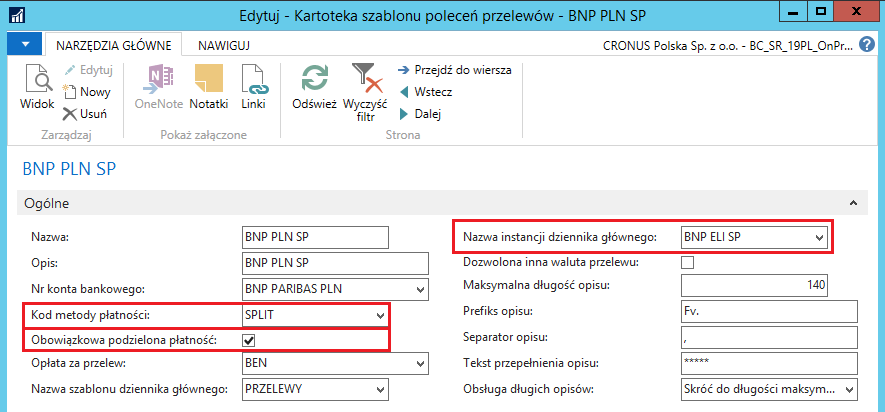 Edytuj - Kartoteka szablonu poleceń przelewów - BNP PLN SP
NARZĘDZIA GŁÓWNE NAWIGUJ CRONUS Polska Sp. z o.o. - BC_SR_19PL_OnPr...
Widok
Edytuj
Nowy
Usuń
Zarządzaj
OneNote
Notatki
Linki
Pokaż załączone
Odśwież
Wyczyść filtr
Przejdź do wiersza
Wstecz
Dalej
Strona
BNP PLN SP
Ogólne
Nazwa: BNP PLN SP
Opis: BNP PLN SP
Nr konta bankowego: BNP PARIBAS PLN
Kod metody płatności: SPLIT
Obowiązkowa podzielona płatność:
Opłata za przelew: BEN
Nazwa szablonu dziennika głównego: PRZELEWY
Nazwa instancji dziennika głównego: BNP ELI SP
Dozwolona inna waluta przelewu:
Maksymalna długość opisu: 140
Prefiks opisu: Fv.
Separator opisu: ,
Tekst przepełnienia opisu: *****
Obsługa długich opisów: Skróć do długości maksym...